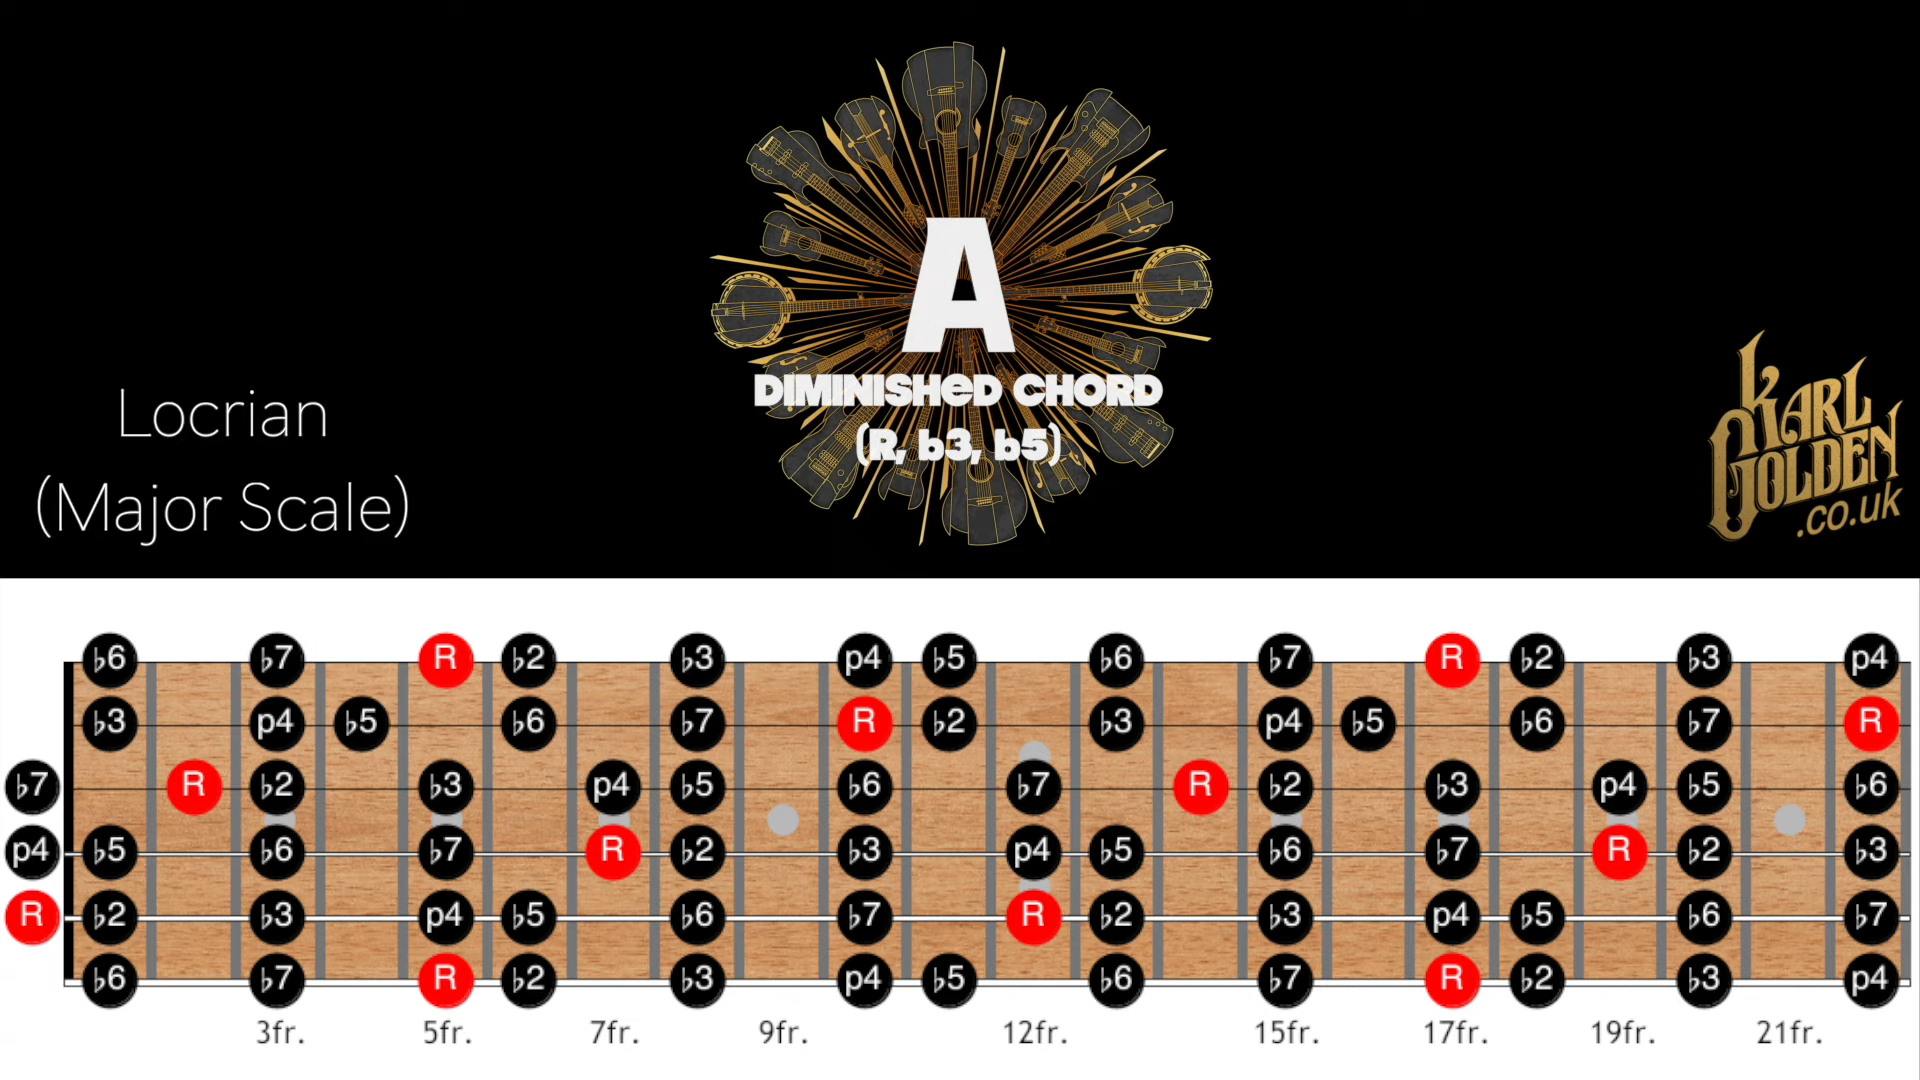 A
DIMINISHED CHORD
(R, b3, b5)
Locrian
(Major Scale)
KARL
GOLDEN
.co.uk
♭6 ♭7 R ♭2 ♭3 p4 ♭5 ♭6 ♭7 R ♭2 ♭3 p4
♭3 p4 ♭5 ♭6 ♭7 R ♭2 ♭3 p4 ♭5 ♭6 ♭7 R
♭7 R ♭2 ♭3 p4 ♭5 ♭6 ♭7 R ♭2 ♭3 p4 ♭5 ♭6
p4 ♭5 ♭6 ♭7 R ♭2 ♭3 p4 ♭5 ♭6 ♭7 R ♭2 ♭3
R ♭2 ♭3 p4 ♭5 ♭6 ♭7 R ♭2 ♭3 p4 ♭5 ♭6 ♭7
♭6 ♭7 R ♭2 ♭3 p4 ♭5 ♭6 ♭7 R ♭2 ♭3 p4
3fr. 5fr. 7fr. 9fr. 12fr. 15fr. 17fr. 19fr. 21fr.